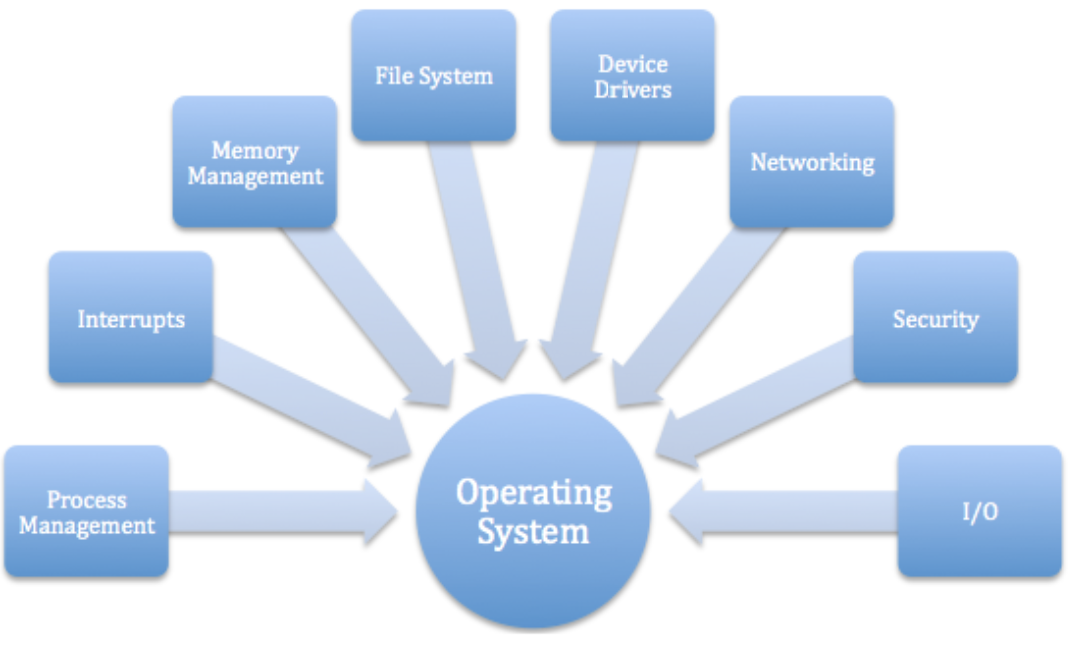 File System
Device
Drivers
Memory
Management
Networking
Interrupts
Security
Process
Management
Operating
System
I/O